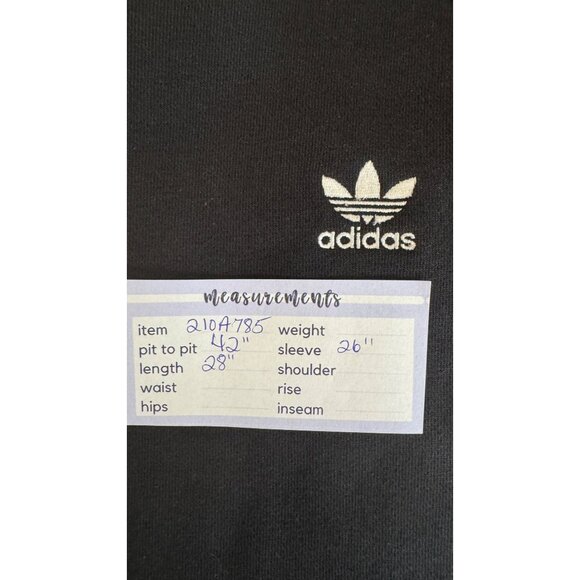 adidas
measurements
item 210A785 weight
pit to pit 42" sleeve 26"
length 28" shoulder
waist rise
hips inseam